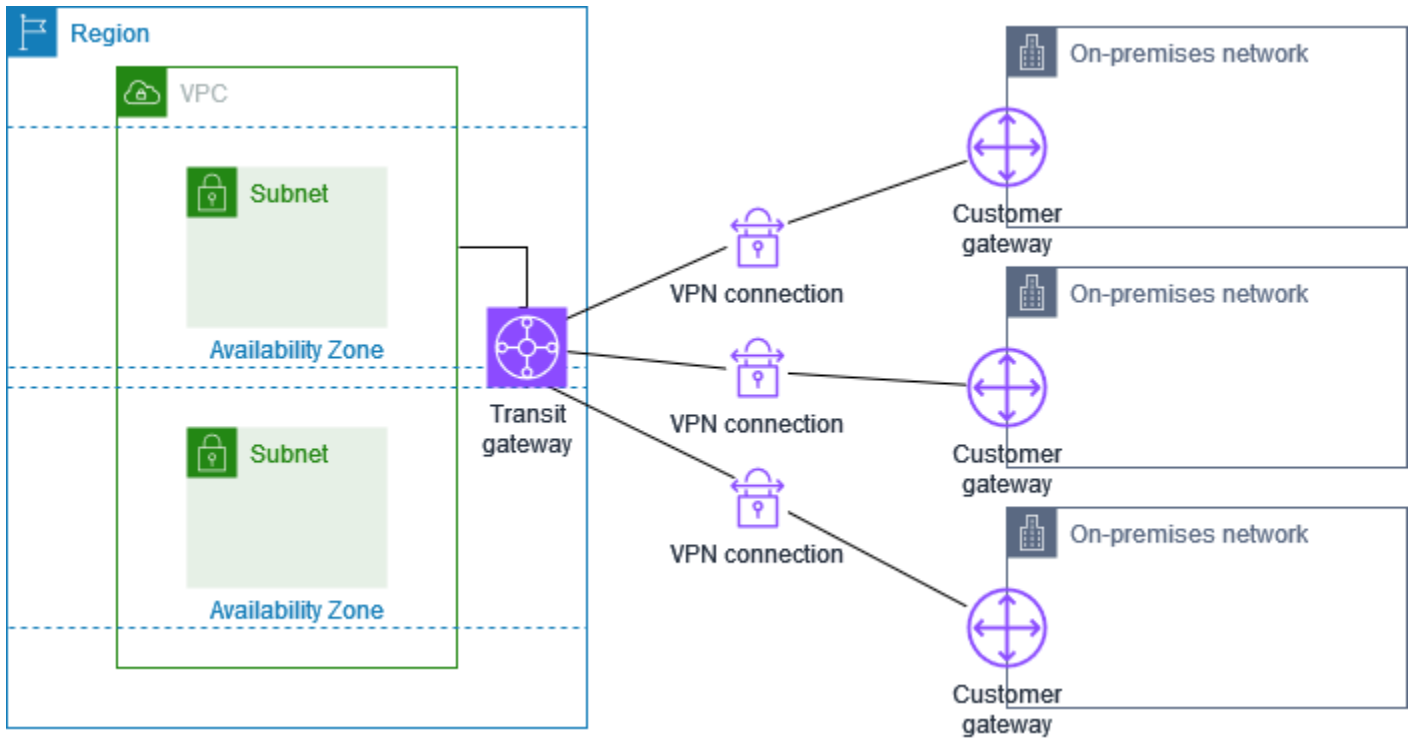 Region
VPC
Subnet
Availability Zone
Subnet
Availability Zone
Transit
gateway
VPN connection
VPN connection
VPN connection
On-premises network
Customer
gateway
On-premises network
Customer
gateway
On-premises network
Customer
gateway